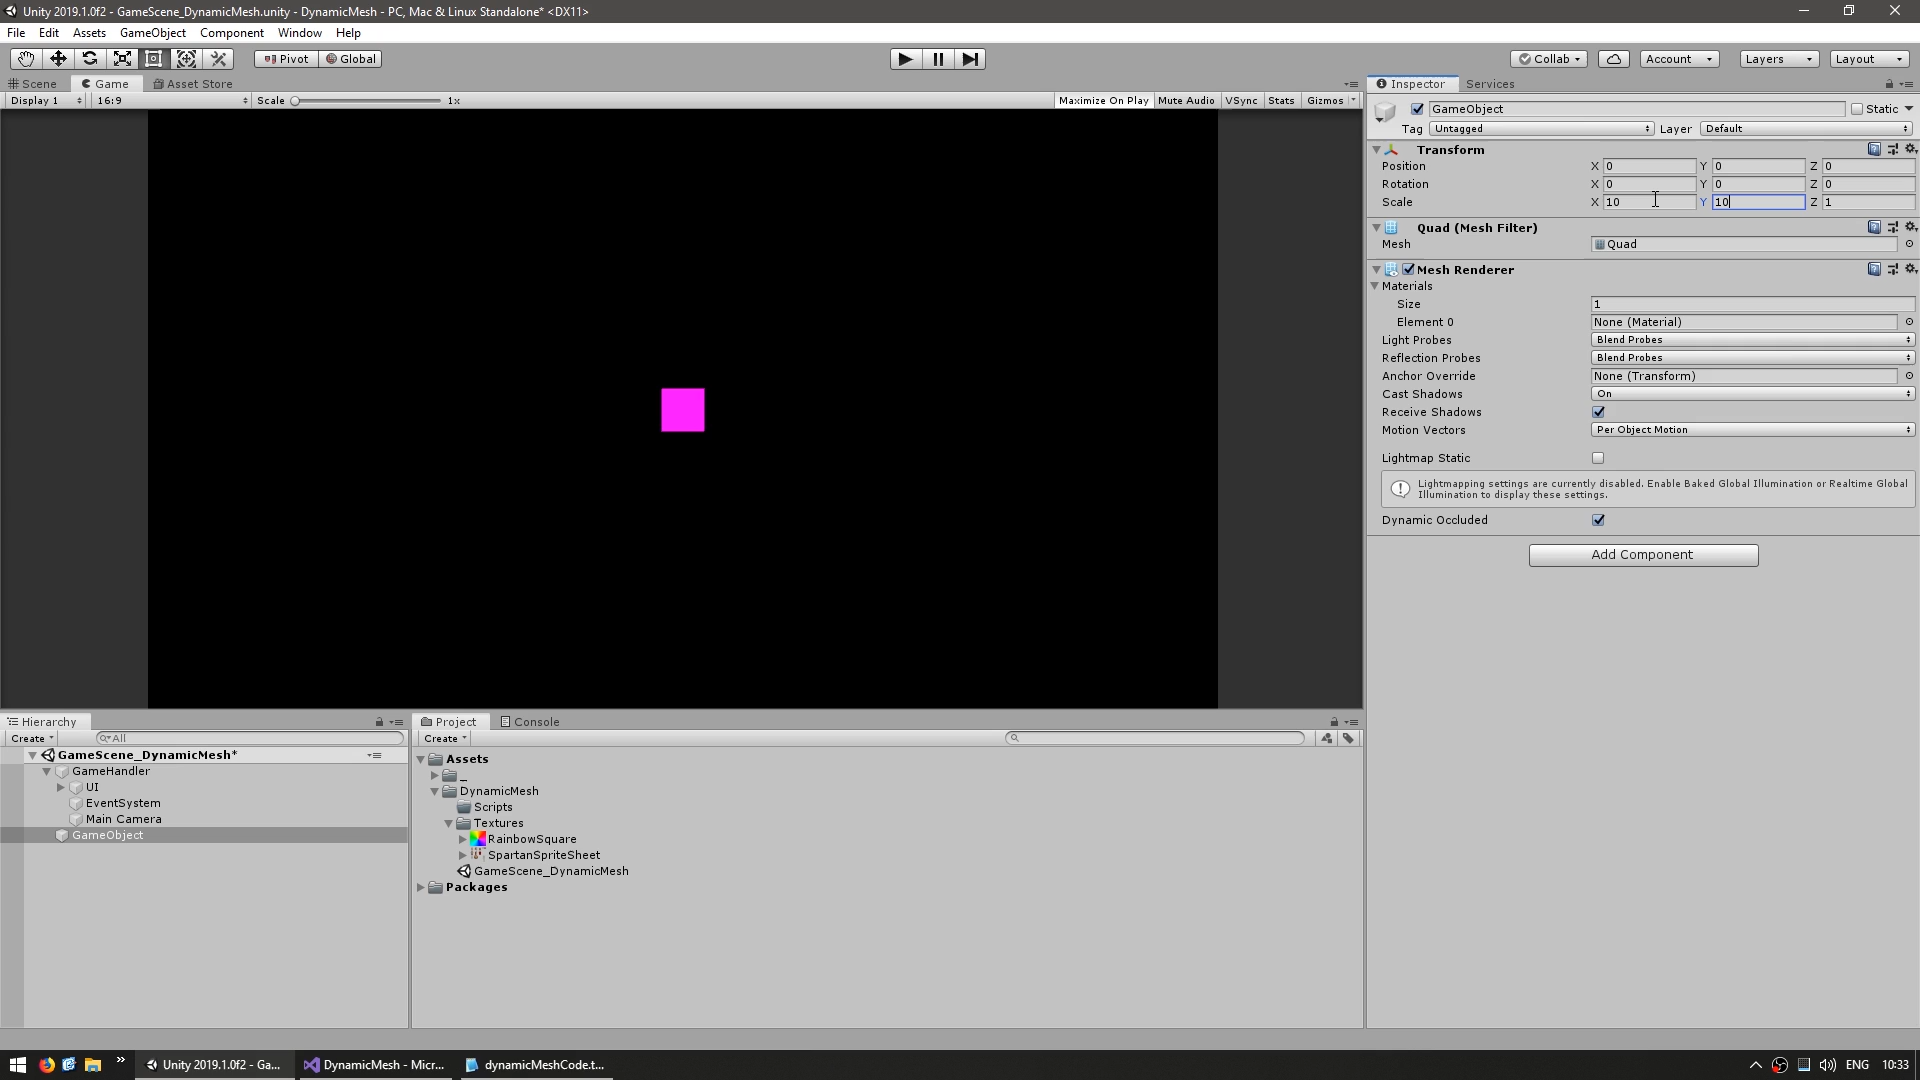 Unity 2019.1.0f2 - GameScene_DynamicMesh.unity - DynamicMesh - PC, Mac & Linux Standalone* <DX11>
File Edit Assets GameObject Component Window Help
Pivot Global Collab Account Layers Layout
Scene Game Asset Store Inspector Services
Display 1 16:9 Scale 1x Maximize On Play Mute Audio VSync Stats Gizmos
GameObject Static
Tag Untagged Layer Default
Transform
Position X 0 Y 0 Z 0
Rotation X 0 Y 0 Z 0
Scale X 10 Y 10 Z 1
Quad (Mesh Filter)
Mesh Quad
Mesh Renderer
Materials
Size 1
Element 0 None (Material)
Light Probes Blend Probes
Reflection Probes Blend Probes
Anchor Override None (Transform)
Cast Shadows On
Receive Shadows
Motion Vectors Per Object Motion
Lightmap Static
Lightmapping settings are currently disabled. Enable Baked Global Illumination or Realtime Global
Illumination to display these settings.
Dynamic Occluded
Add Component
Hierarchy Project Console
Create All Create
GameScene_DynamicMesh*
GameHandler
UI
EventSystem
Main Camera
GameObject
Assets
_
DynamicMesh
Scripts
Textures
RainbowSquare
SpartanSpriteSheet
GameScene_DynamicMesh
Packages
Unity 2019.1.0f2 - Ga... DynamicMesh - Micr... dynamicMeshCode.t... ENG 10:33